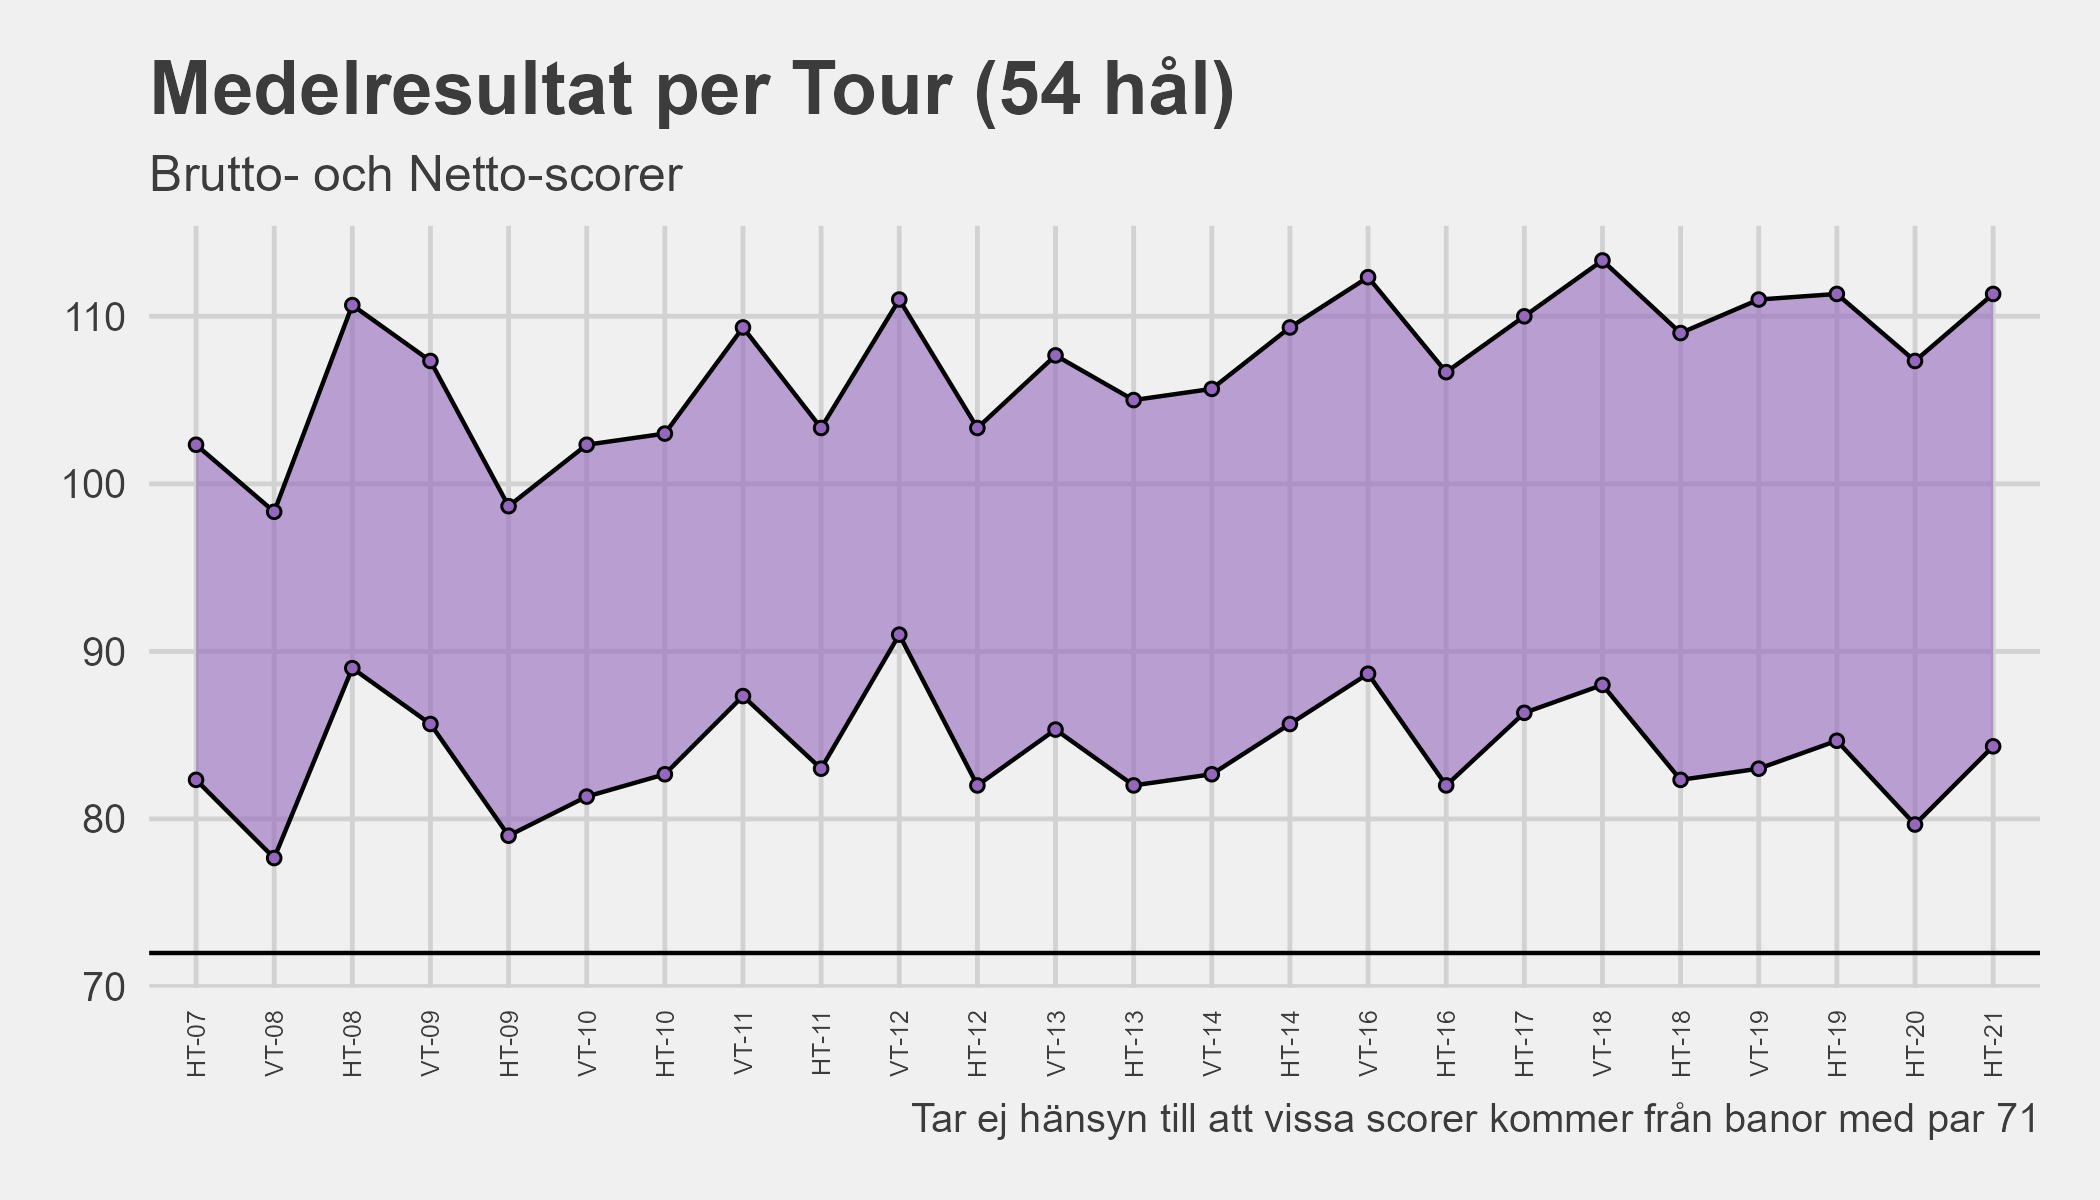 Medelresultat per Tour (54 hål)
Brutto- och Netto-scorer
110
100
90
80
70
HT-07
VT-08
HT-08
VT-09
HT-09
VT-10
HT-10
VT-11
HT-11
VT-12
HT-12
VT-13
HT-13
VT-14
HT-14
VT-16
HT-16
HT-17
VT-18
HT-18
VT-19
HT-19
HT-20
HT-21
Tar ej hänsyn till att vissa scorer kommer från banor med par 71